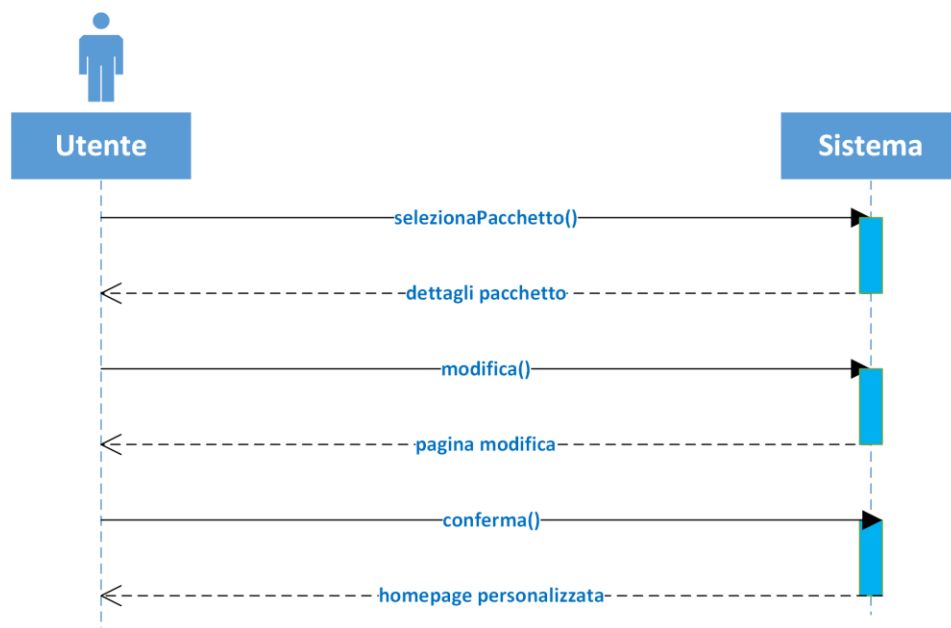 Utente
Sistema
selezionaPacchetto()
dettagli pacchetto
modifica()
pagina modifica
conferma()
homepage personalizzata